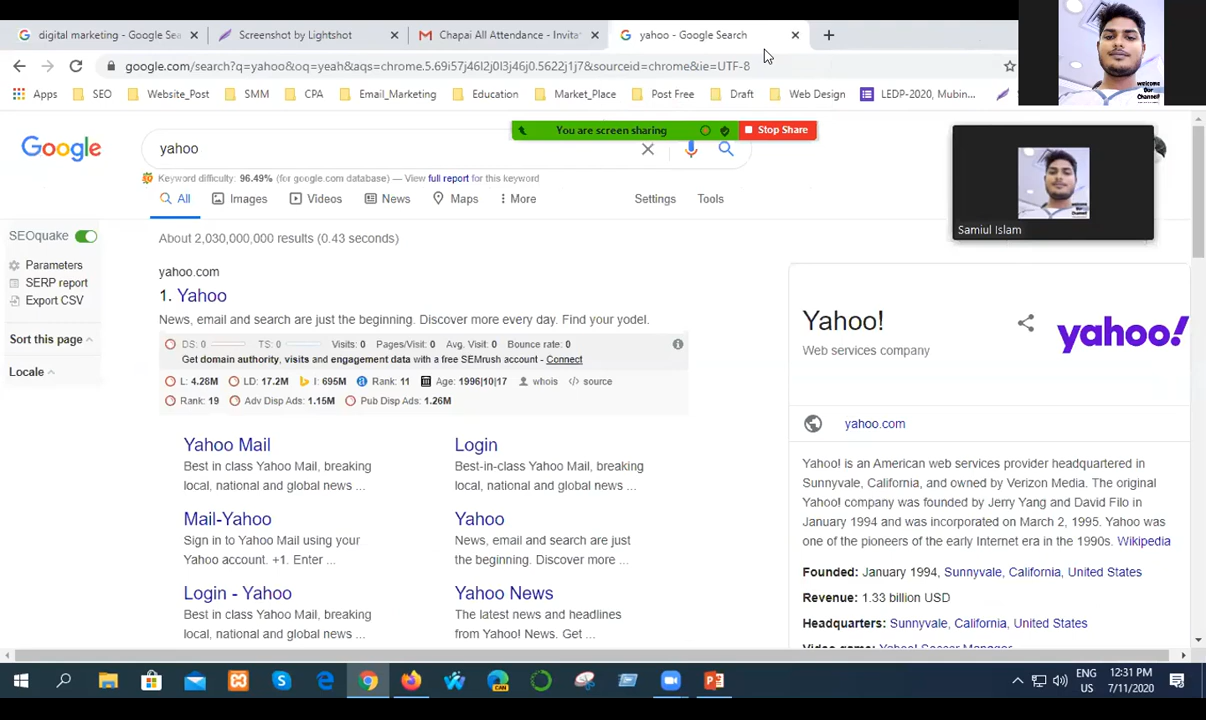 digital marketing - Google Se
Screenshot by Lightshot
Chapai All Attendance - Invita
yahoo - Google Search
google.com/search?q=yahoo&oq=yeah&aqs=chrome.3.69i57j46l2j0l3j46j0.5622j1j7&sourceid=chrome&ie=UTF-8
Apps SEO Website_Post SMM CPA Email_Marketing Education Market_Place Post Free Draft Web Design LEDP-2020, Mubin...
welcome
Our
Channel
You are screen sharing
Stop Share
Google
yahoo
Keyword difficulty: 96.49% (for google.com database) — View full report for this keyword
All Images Videos News Maps More Settings Tools
Samiul Islam
SEOquake
Parameters
SERP report
Export CSV
Sort this page
Locale
About 2,030,000,000 results (0.43 seconds)
yahoo.com
1. Yahoo
News, email and search are just the beginning. Discover more every day. Find your yodel.
DS: 0 TS: 0 Visits: 0 Pages/Visit: 0 Avg. Visit: 0 Bounce rate: 0
Get domain authority, visits and engagement data with a free SEMrush account - Connect
L: 4.28M LD: 17.2M I: 695M Rank: 11 Age: 1996|10|17 whois source
Rank: 19 Adv Disp Ads: 1.15M Pub Disp Ads: 1.26M
Yahoo Mail
Best in class Yahoo Mail, breaking
local, national and global news ...
Login
Best-in-class Yahoo Mail, breaking
local, national and global news ...
Mail-Yahoo
Sign in to Yahoo Mail using your
Yahoo account. +1. Enter ...
Yahoo
News, email and search are just
the beginning. Discover more ...
Login - Yahoo
Best in class Yahoo Mail, breaking
local, national and global news ...
Yahoo News
The latest news and headlines
from Yahoo! News. Get ...
Yahoo!
Web services company
yahoo!
yahoo.com
Yahoo! is an American web services provider headquartered in
Sunnyvale, California, and owned by Verizon Media. The original
Yahoo! company was founded by Jerry Yang and David Filo in
January 1994 and was incorporated on March 2, 1995. Yahoo was
one of the pioneers of the early Internet era in the 1990s. Wikipedia
Founded: January 1994, Sunnyvale, California, United States
Revenue: 1.33 billion USD
Headquarters: Sunnyvale, California, United States
Video game: Yahoo! Soccer Manager
CAN
ENG
US
12:31 PM
7/11/2020